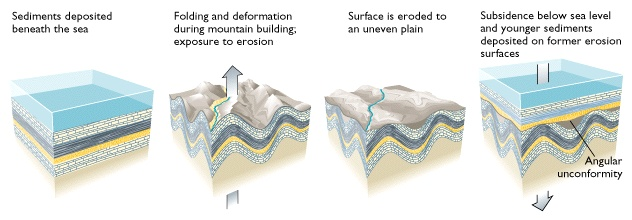 Sediments deposited
beneath the sea
Folding and deformation
during mountain building;
exposure to erosion
Surface is eroded to
an uneven plain
Subsidence below sea level
and younger sediments
deposited on former erosion
surfaces
Angular
unconformity